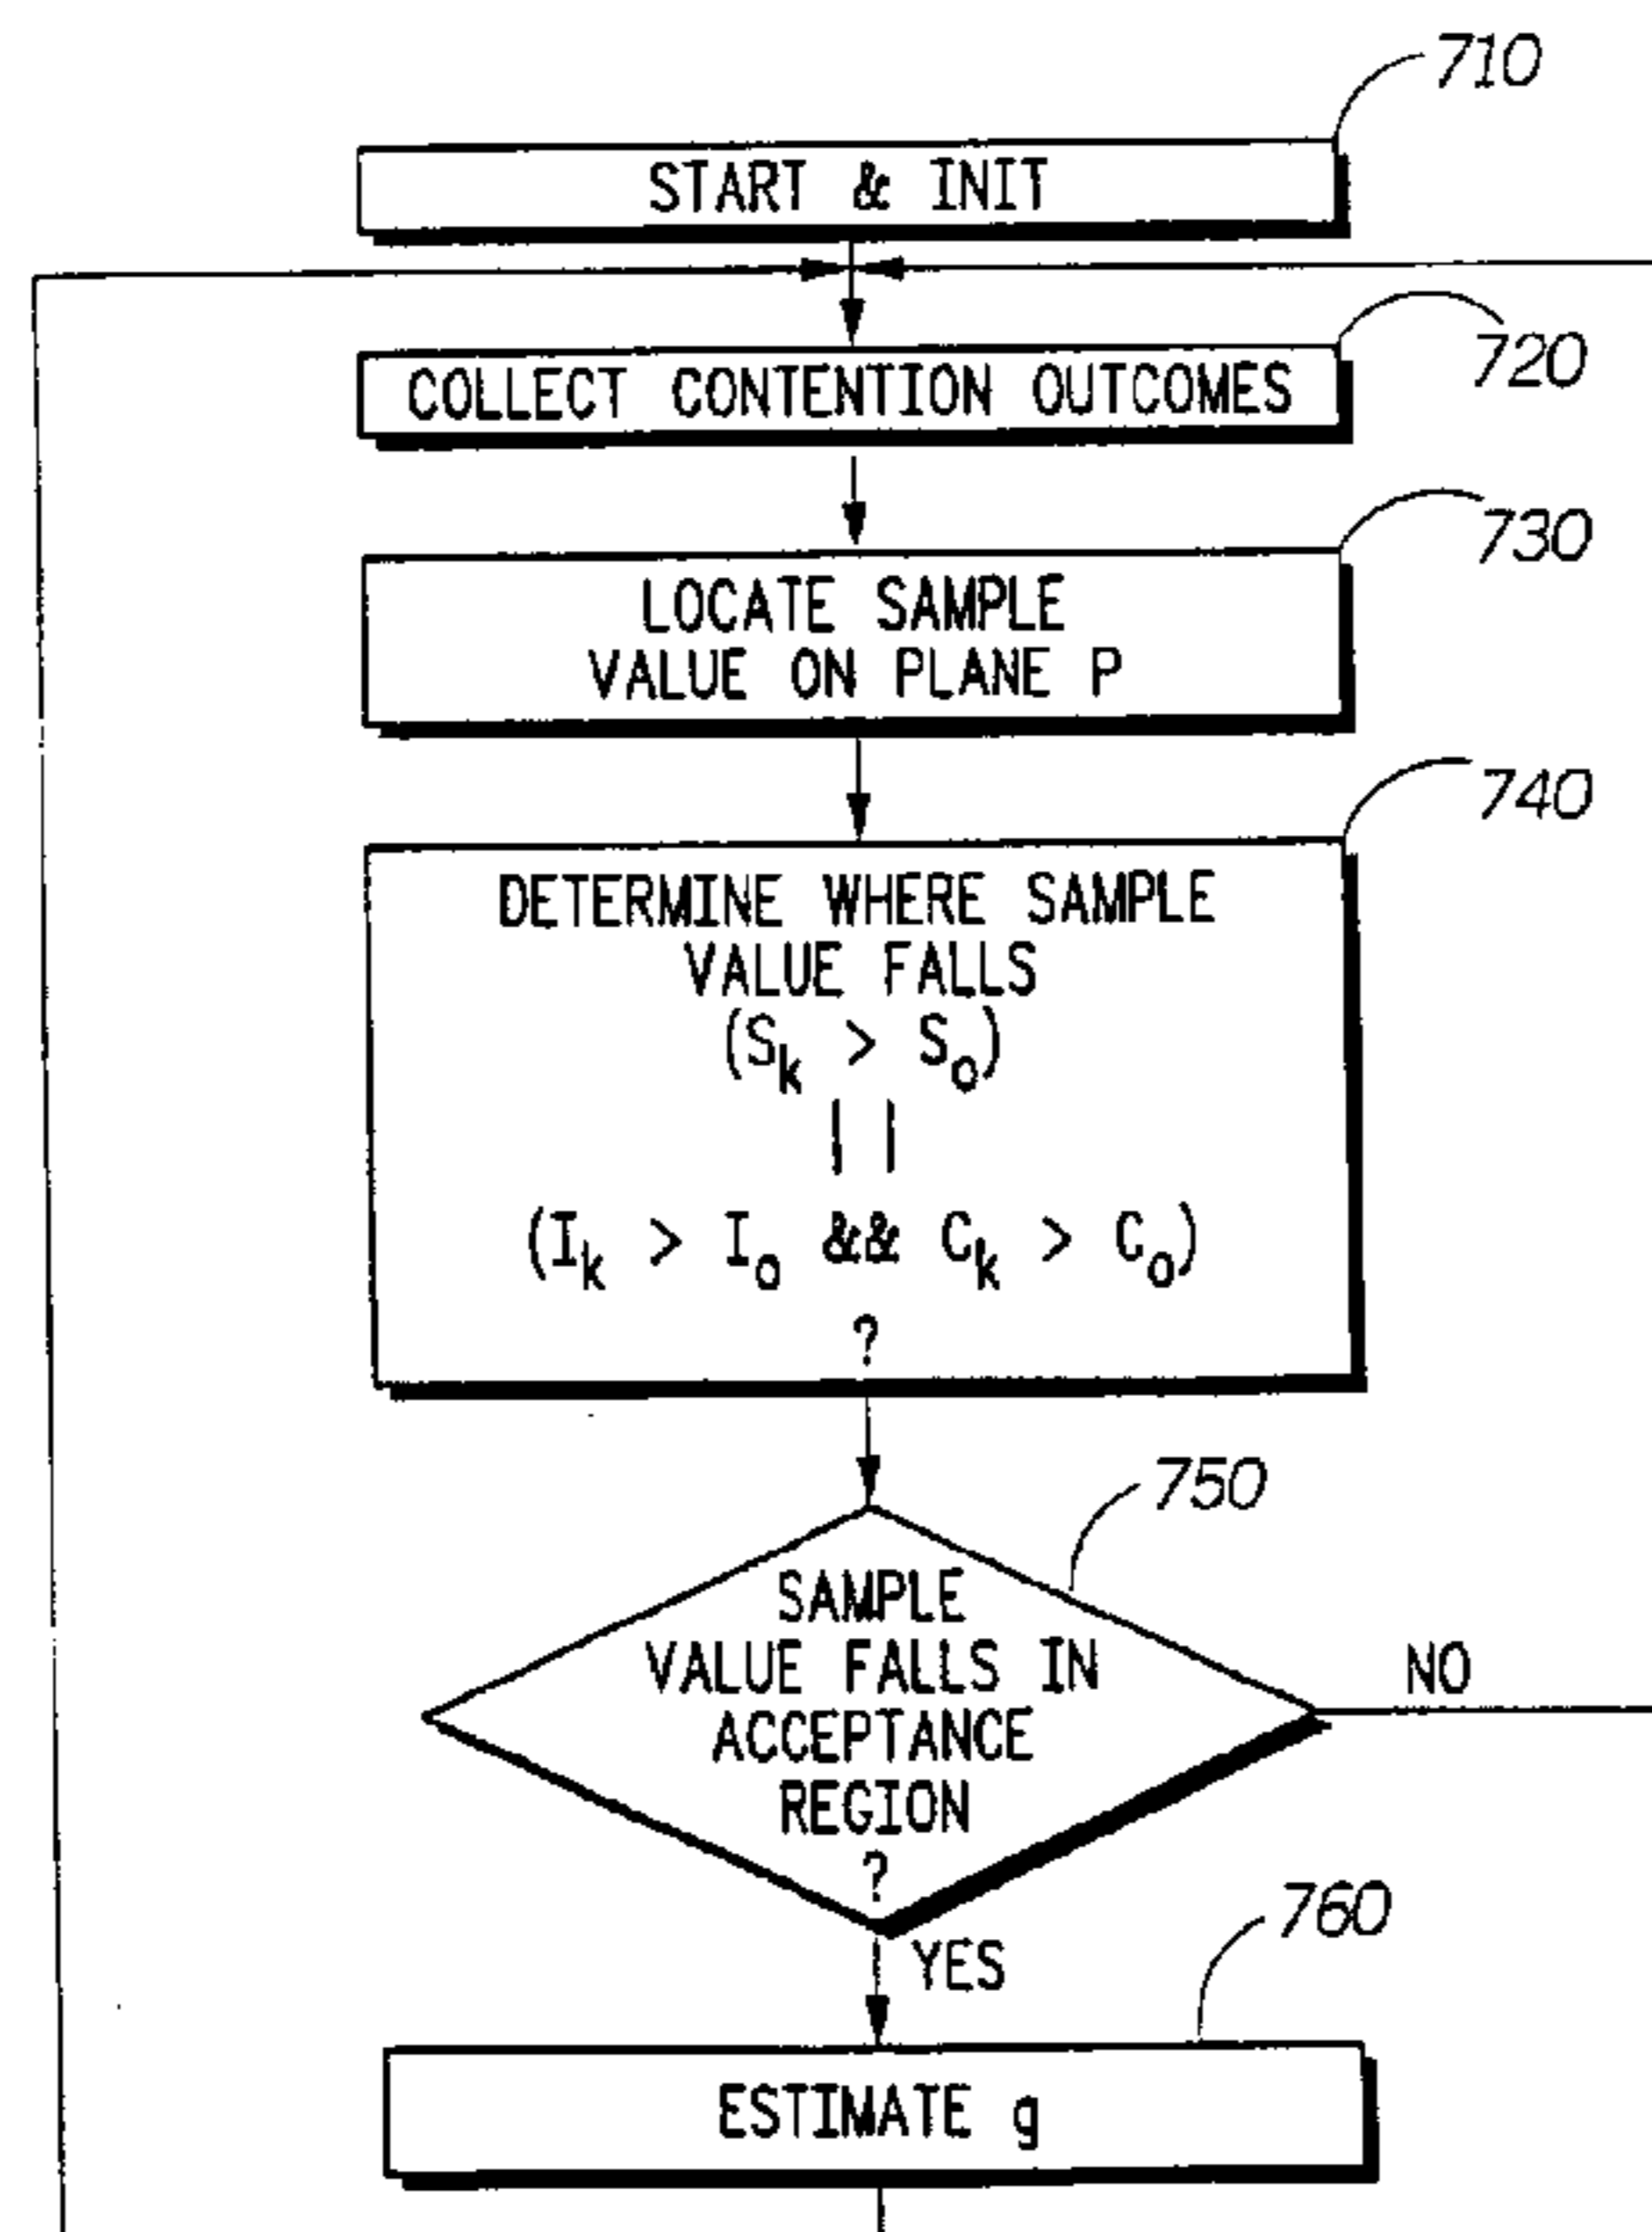 710
START & INIT
720
COLLECT CONTENTION OUTCOMES
730
LOCATE SAMPLE
VALUE ON PLANE P
740
DETERMINE WHERE SAMPLE
VALUE FALLS
(Sk > So)
||
(Ik > Io && Ck > Co)
?
750
SAMPLE
VALUE FALLS IN
ACCEPTANCE
REGION
?
NO
YES
760
ESTIMATE g